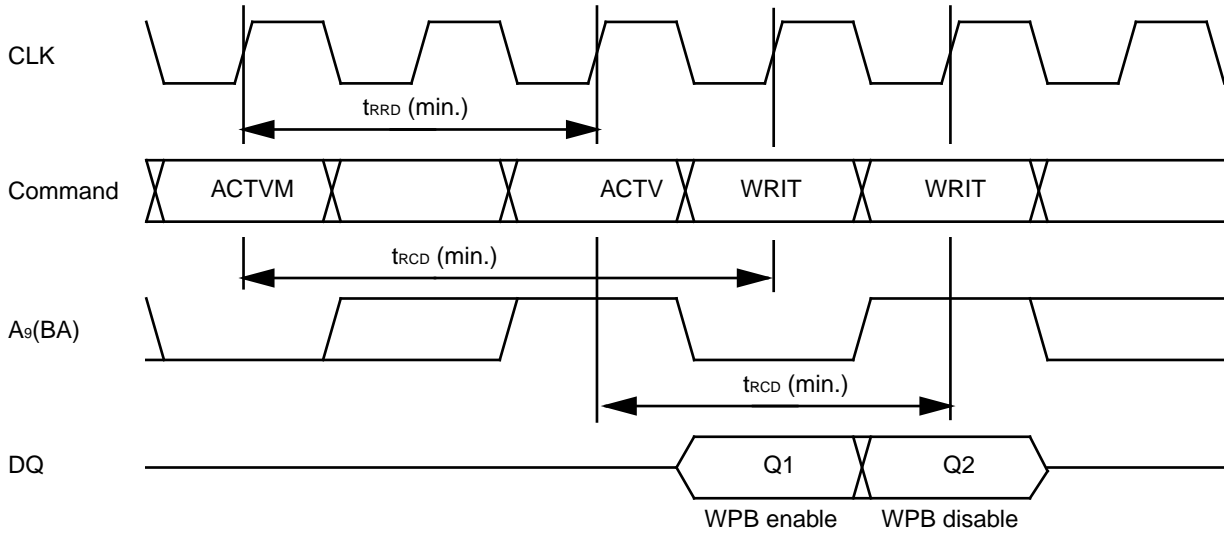 CLK
tRRD (min.)
Command ACTVM ACTV WRIT WRIT
tRCD (min.)
A9(BA)
tRCD (min.)
DQ Q1 Q2
WPB enable WPB disable